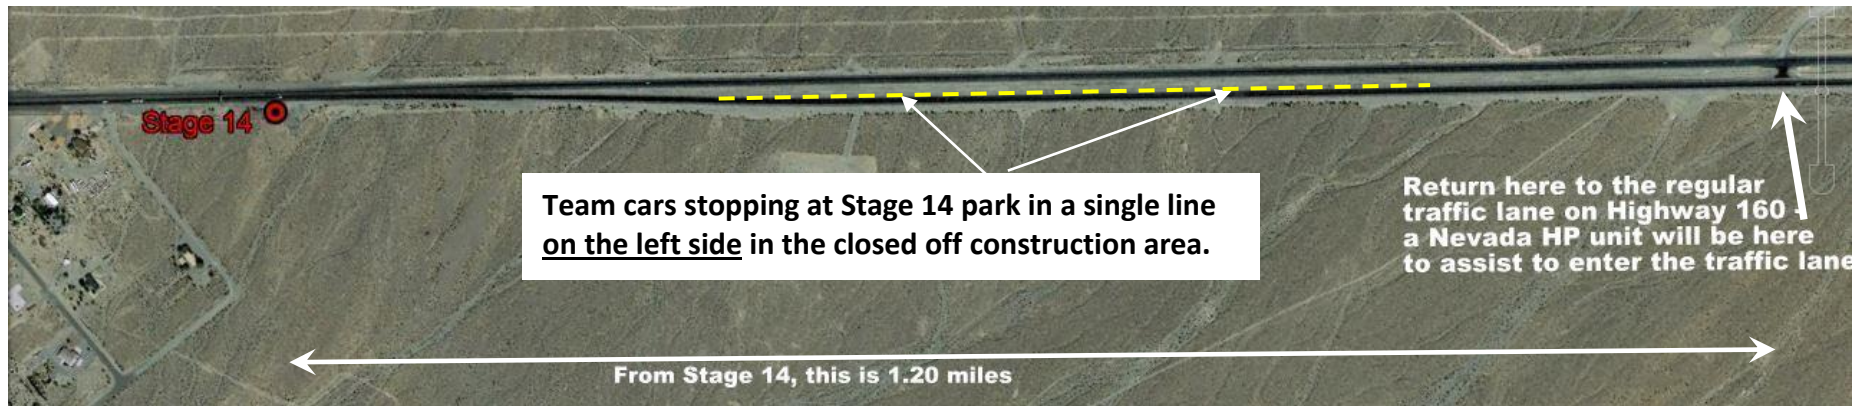 Stage 14
Team cars stopping at Stage 14 park in a single line
on the left side in the closed off construction area.
Return here to the regular
traffic lane on Highway 160 -
a Nevada HP unit will be here
to assist to enter the traffic lane
From Stage 14, this is 1.20 miles